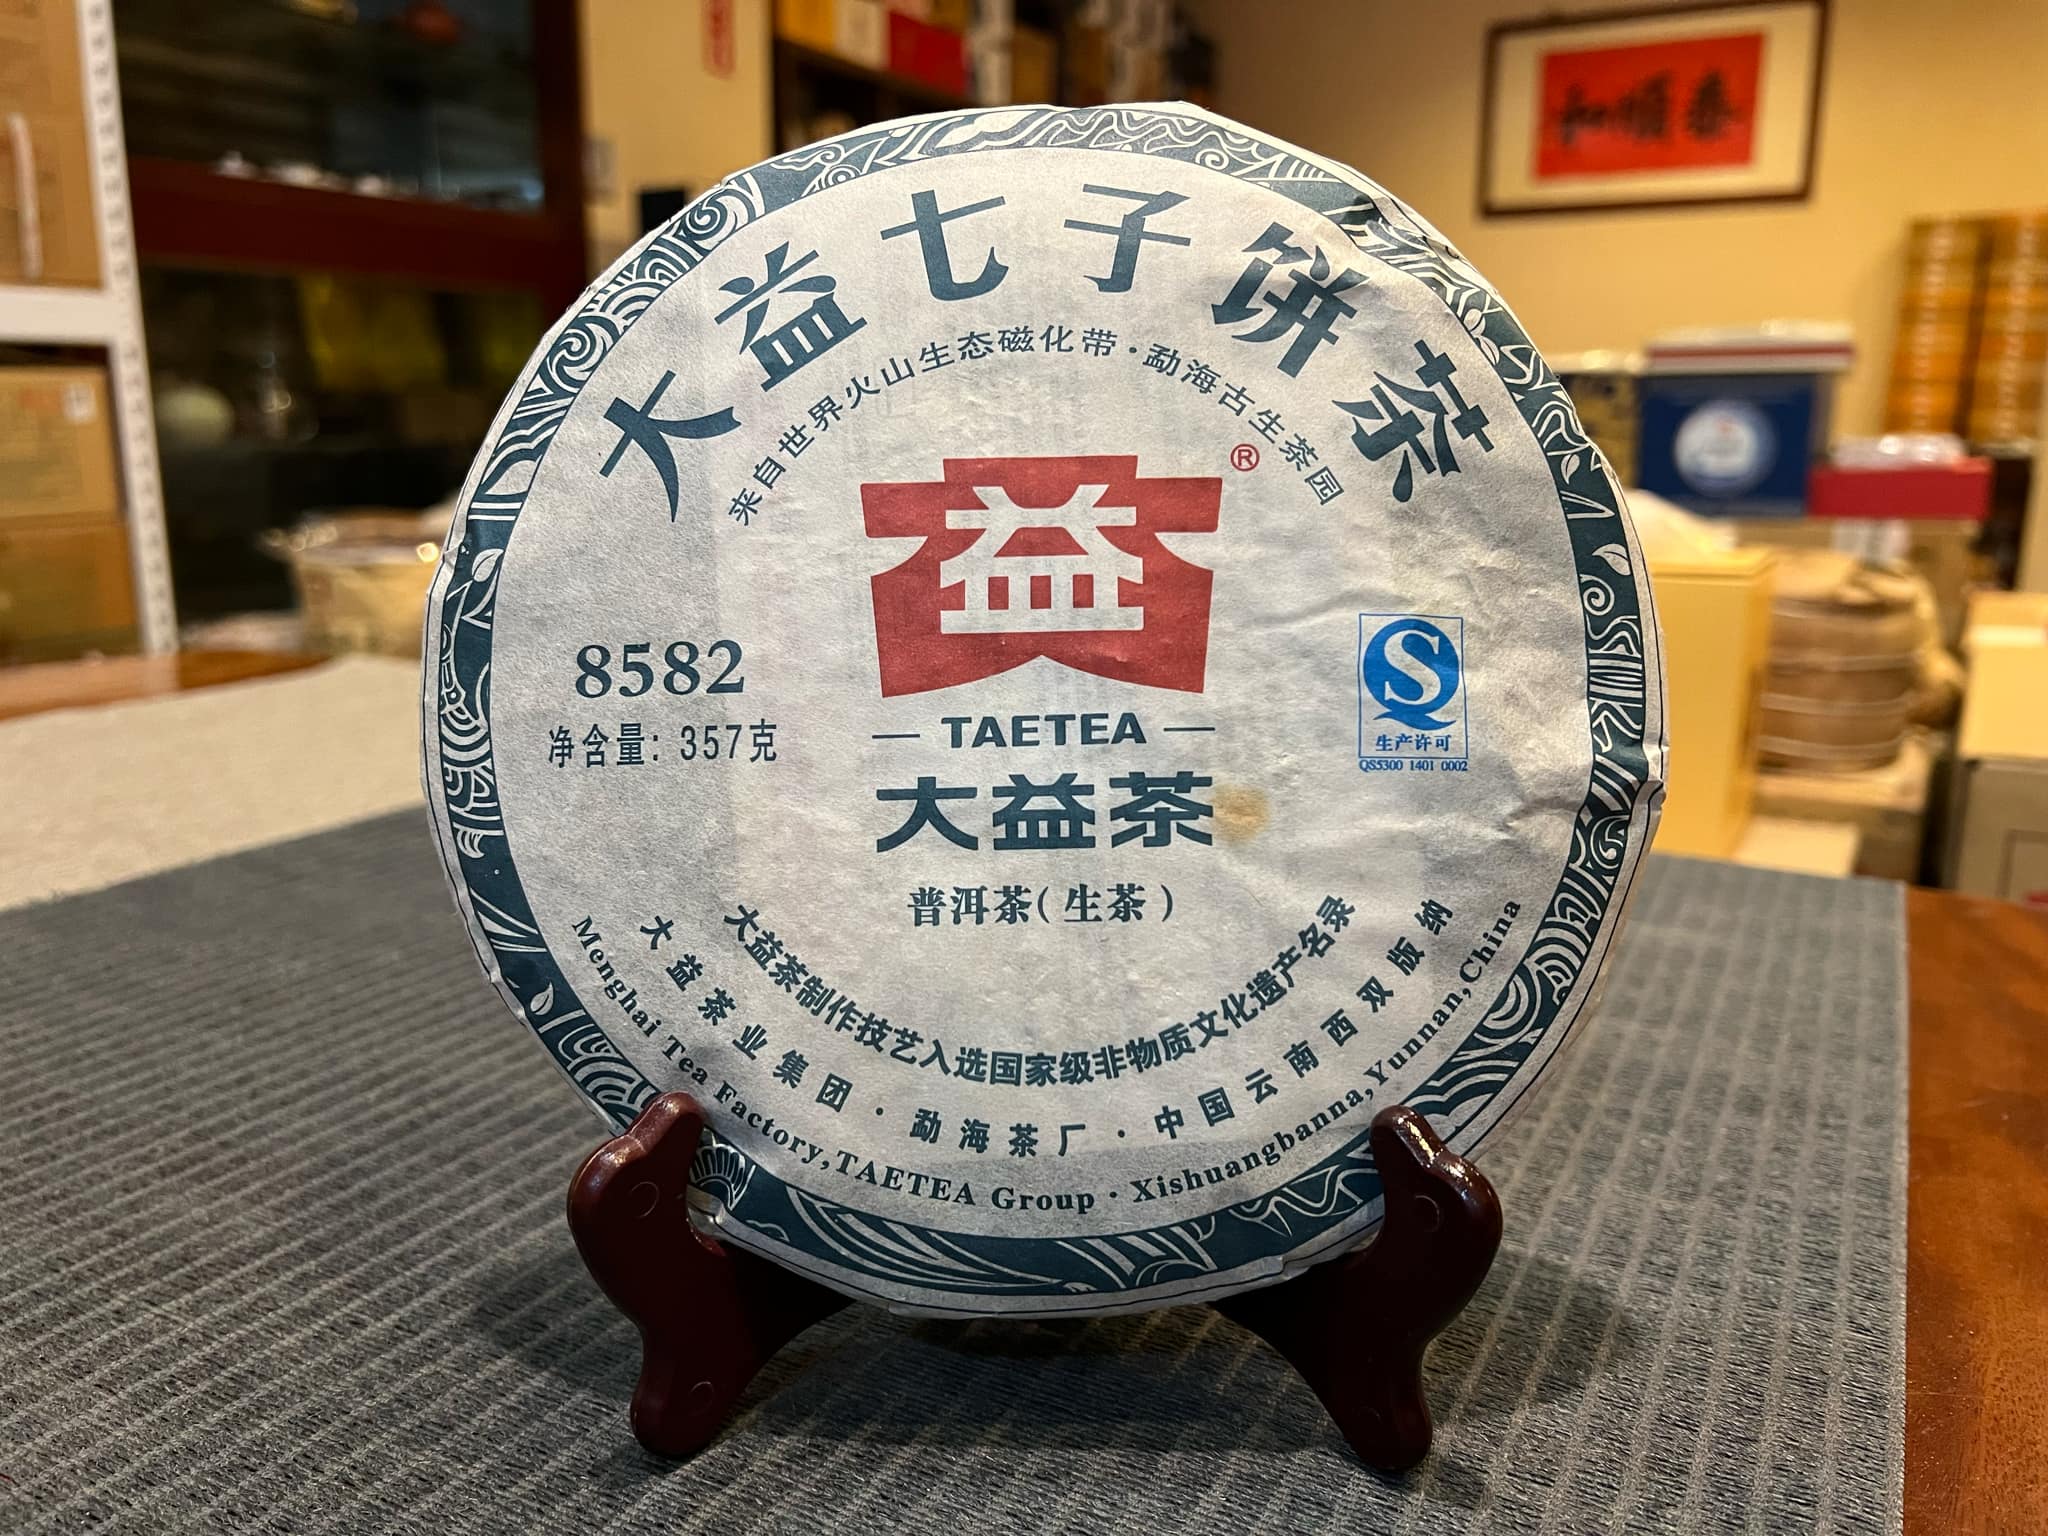 大益七子饼茶
来自世界火山生态磁化带·勐海古生茶园
益
®
8582
净含量: 357克
TAETEA
大益茶
S
生产许可
QS5300 1401 0002
普洱茶(生茶)
大益茶制作技艺入选国家级非物质文化遗产名录
大益茶业集团·勐海茶厂·中国云南西双版纳
Menghai Tea Factory,TAETEA Group·Xishuangbanna,Yunnan,China
和順泰